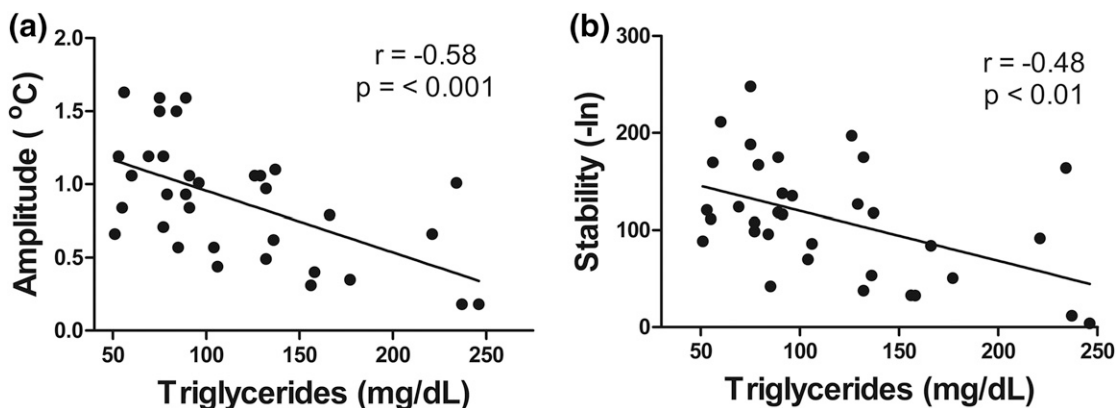 (a)
r = -0.58
p = < 0.001
Amplitude ( °C)
2.0
1.5
1.0
0.5
0.0
50 100 150 200 250
Triglycerides (mg/dL)
(b)
r = -0.48
p < 0.01
Stability (-ln)
300
200
100
0
50 100 150 200 250
Triglycerides (mg/dL)